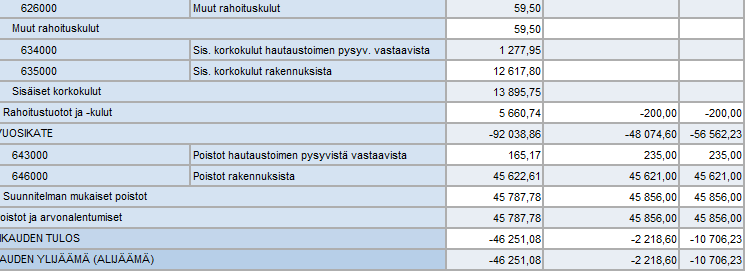 626000 Muut rahoituskulut 59,50
Muut rahoituskulut 59,50
634000 Sis. korkokulut hautaustoimen pysyv. vastaavista 1 277,95
635000 Sis. korkokulut rakennuksista 12 617,80
Sisäiset korkokulut 13 895,75
Rahoitustuotot ja -kulut 5 660,74 -200,00 -200,00
VUOSIKATE -92 038,86 -48 074,60 -56 562,23
643000 Poistot hautaustoimen pysyvistä vastaavista 165,17 235,00 235,00
646000 Poistot rakennuksista 45 622,61 45 621,00 45 621,00
Suunnitelman mukaiset poistot 45 787,78 45 856,00 45 856,00
oistot ja arvonalentumiset 45 787,78 45 856,00 45 856,00
IKAUDEN TULOS -46 251,08 -2 218,60 -10 706,23
AUDEN YLIJÄÄMÄ (ALIJÄÄMÄ) -46 251,08 -2 218,60 -10 706,23